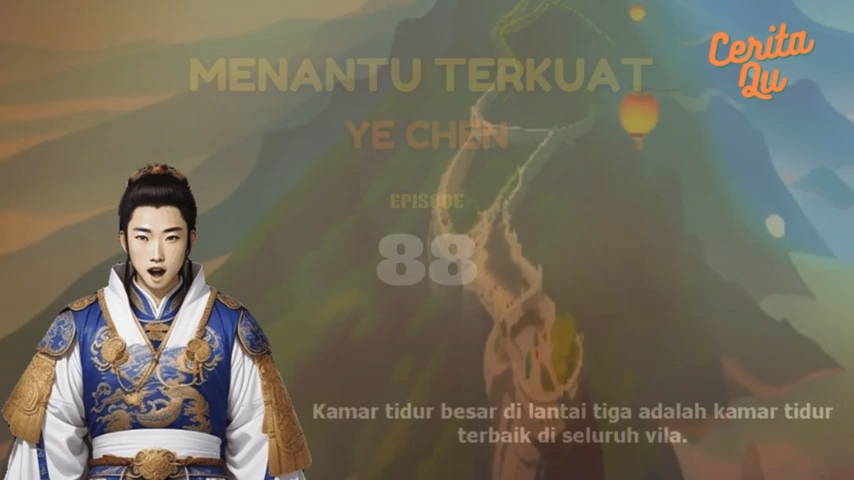 MENANTU TERKUAT
YE CHEN
EPISODE
88
Cerita
Qu
Kamar tidur besar di lantai tiga adalah kamar tidur
terbaik di seluruh vila.